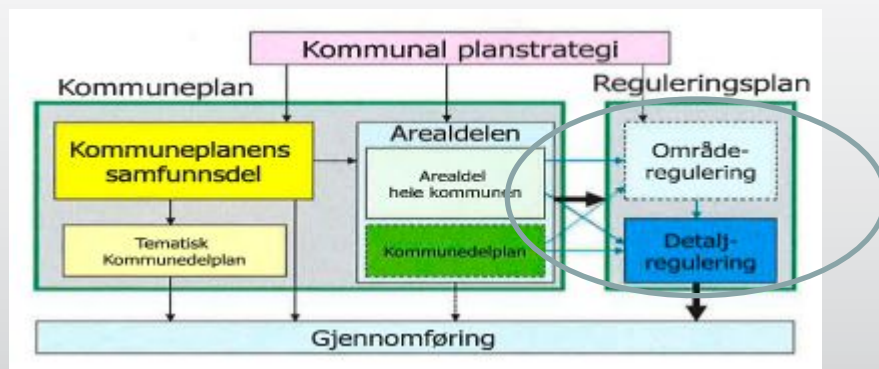 Kommunal planstrategi
Kommuneplan
Reguleringsplan
Kommuneplanens
samfunnsdel
Tematisk
Kommunedelplan
Arealdelen
Arealdel
hele kommunen
Kommunedelplan
Område-
regulering
Detalj-
regulering
Gjennomføring